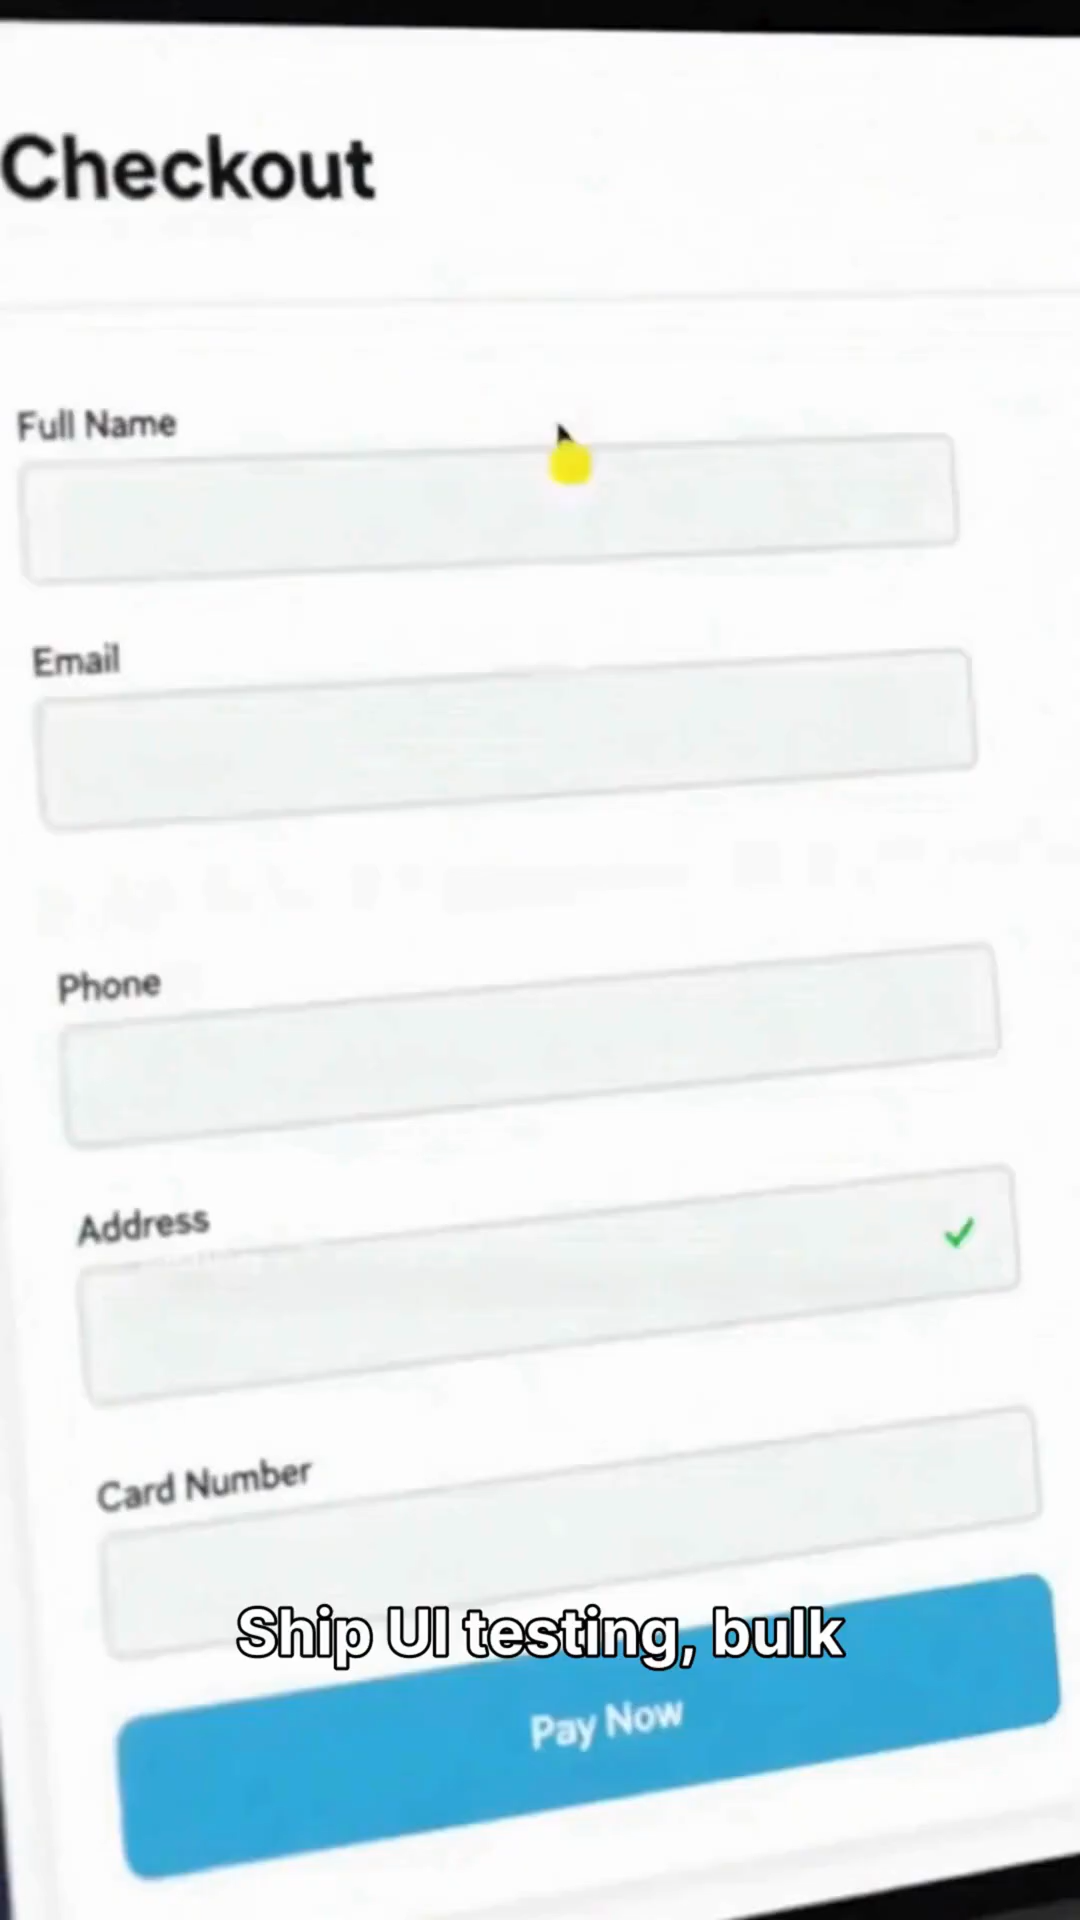 Checkout
Full Name
Email
Phone
Address
Card Number
Ship UI testing, bulk
Pay Now